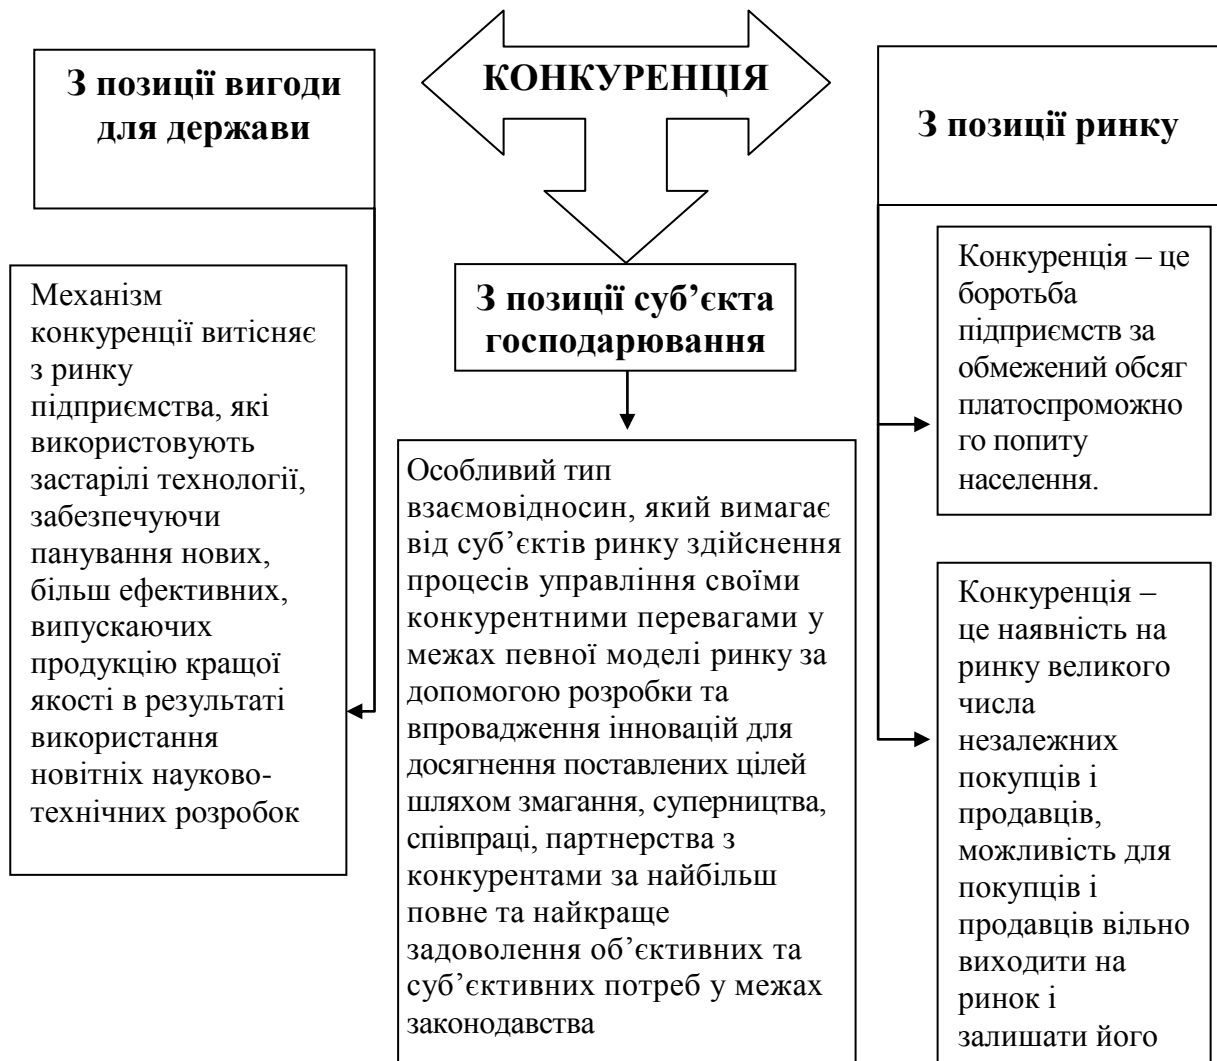 КОНКУРЕНЦІЯ
З позиції вигоди
для держави
З позиції ринку
З позиції суб’єкта
господарювання
Механізм
конкуренції витісняє
з ринку
підприємства, які
використовують
застарілі технології,
забезпечуючи
панування нових,
більш ефективних,
випускаючих
продукцію кращої
якості в результаті
використання
новітніх науково-
технічних розробок
Особливий тип
взаємовідносин, який вимагає
від суб’єктів ринку здійснення
процесів управління своїми
конкурентними перевагами у
межах певної моделі ринку за
допомогою розробки та
впровадження інновацій для
досягнення поставлених цілей
шляхом змагання, суперництва,
співпраці, партнерства з
конкурентами за найбільш
повне та найкраще
задоволення об’єктивних та
суб’єктивних потреб у межах
законодавства
Конкуренція – це
боротьба
підприємств за
обмежений обсяг
платоспроможно
го попиту
населення.
Конкуренція –
це наявність на
ринку великого
числа
незалежних
покупців і
продавців,
можливість для
покупців і
продавців вільно
виходити на
ринок і
залишати його